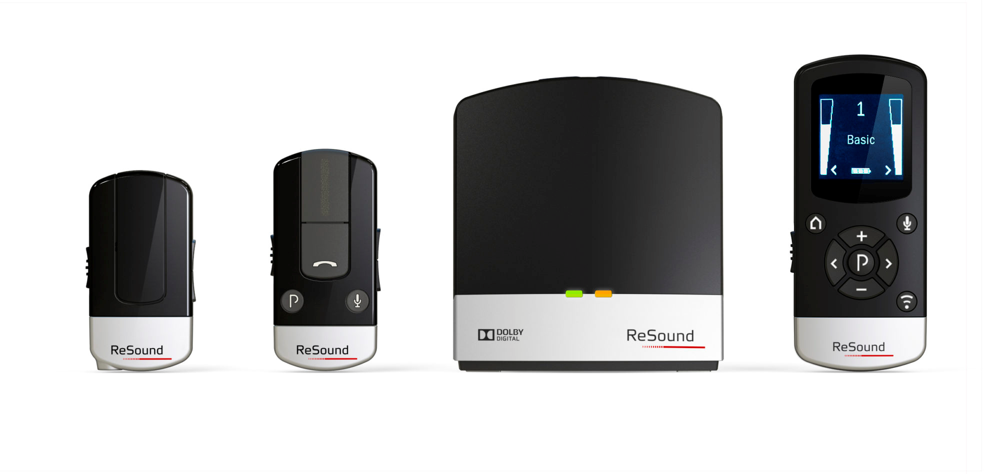 ReSound
P
ReSound
DOLBY
DIGITAL
ReSound
1
Basic
P
ReSound